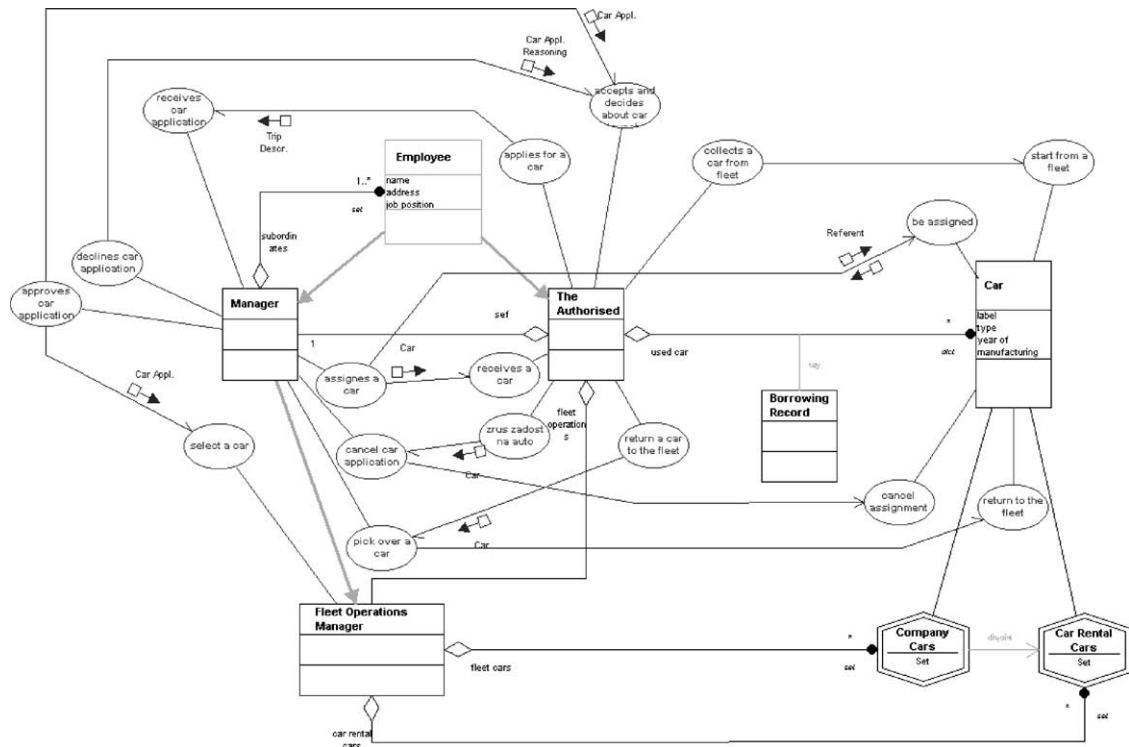 Car Appl.
Car Appl.
Reasoning
receives
car
application
Trip
Descr.
Employee
name
address
job position
applies for a
car
accepts and
decides
about car
collects a
car from
fleet
start from a
fleet
1..*
set
subordin
ates
Referent
be assigned
declines car
application
approves
car
application
Manager
The
Authorised
Car
label
type
year of
manufacturing
sef
1
used car
*
dict
Car
assignes a
car
receives a
car
key
Borrowing
Record
Car Appl.
select a car
cancel car
application
zrus zadost
na auto
Car
fleet
operation
s
return a car
to the fleet
cancel
assignment
return to the
fleet
pick over a
car
Car
Fleet Operations
Manager
fleet cars
*
set
Company
Cars
Set
disjoint
Car Rental
Cars
Set
car rental
cars
*
set